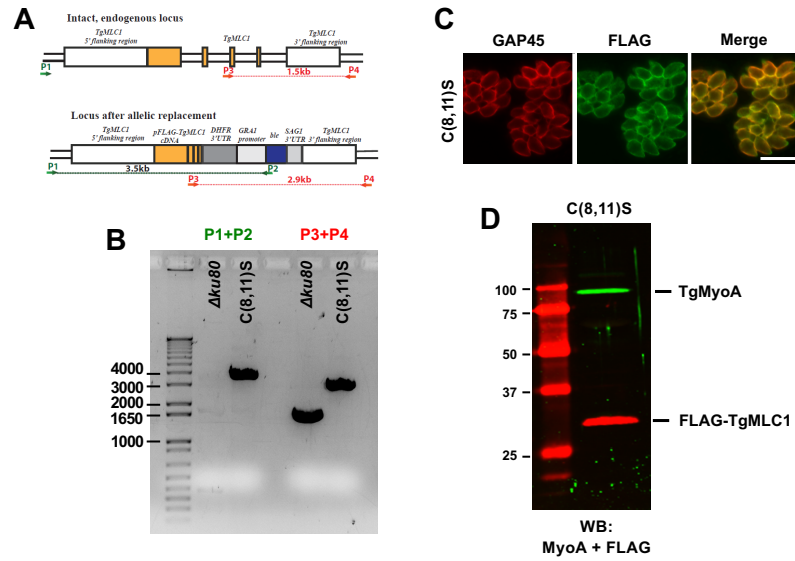 A
Intact, endogenous locus
TgMLC1
5' flanking region
TgMLC1
TgMLC1
3' flanking region
P1
P3
P4
1.5kb
Locus after allelic replacement
TgMLC1
5' flanking region
pFLAG-TgMLC1
cDNA
DHFR
3'UTR
GRA1
promoter
ble
SAG1
3'UTR
TgMLC1
3' flanking region
P1
3.5kb
P2
P3
2.9kb
P4
B
P1+P2
P3+P4
Δku80
C(8,11)S
Δku80
C(8,11)S
4000
3000
2000
1650
1000
C
GAP45
FLAG
Merge
C(8,11)S
D
C(8,11)S
100
75
50
37
25
TgMyoA
FLAG-TgMLC1
WB:
MyoA + FLAG